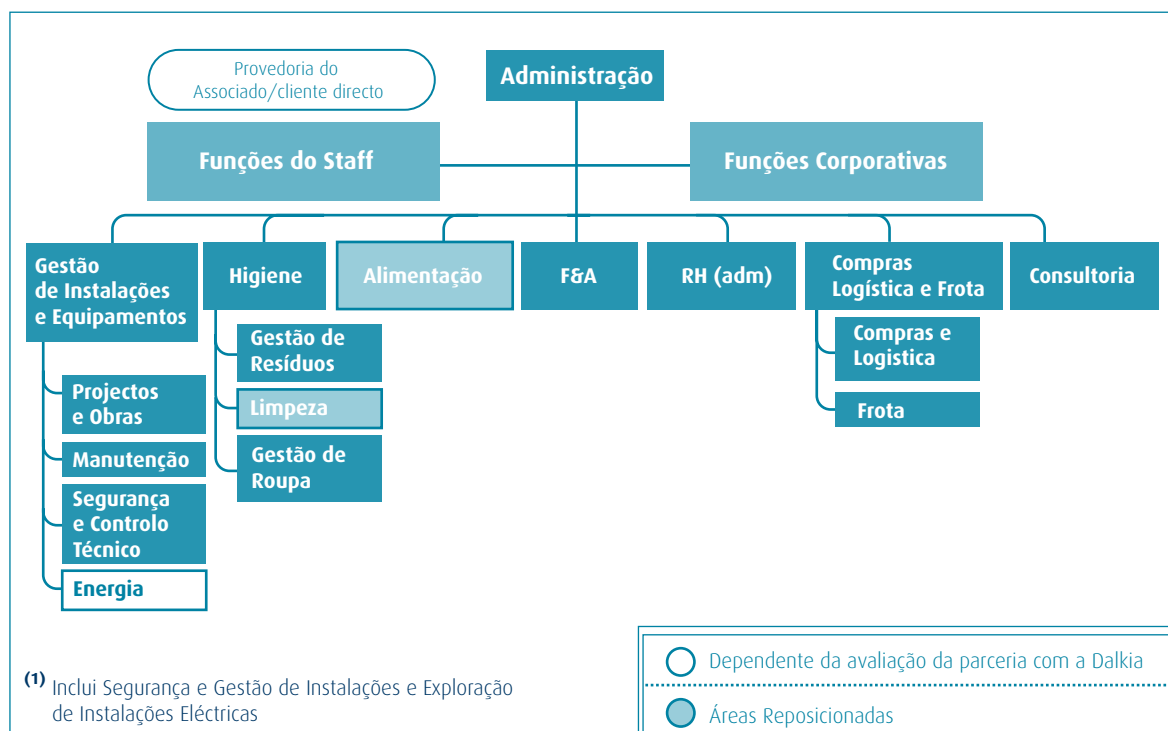 Provedoria do
Associado/cliente directo
Administração
Funções do Staff
Funções Corporativas
Gestão
de Instalações
e Equipamentos
Higiene
Alimentação
F&A
RH (adm)
Compras
Logística e Frota
Consultoria
Projectos
e Obras
Manutenção
Segurança
e Controlo
Técnico
Energia
Gestão de
Resíduos
Limpeza
Gestão de
Roupa
Compras e
Logistica
Frota
(1) Inclui Segurança e Gestão de Instalações e Exploração
de Instalações Eléctricas
Dependente da avaliação da parceria com a Dalkia
Áreas Reposicionadas